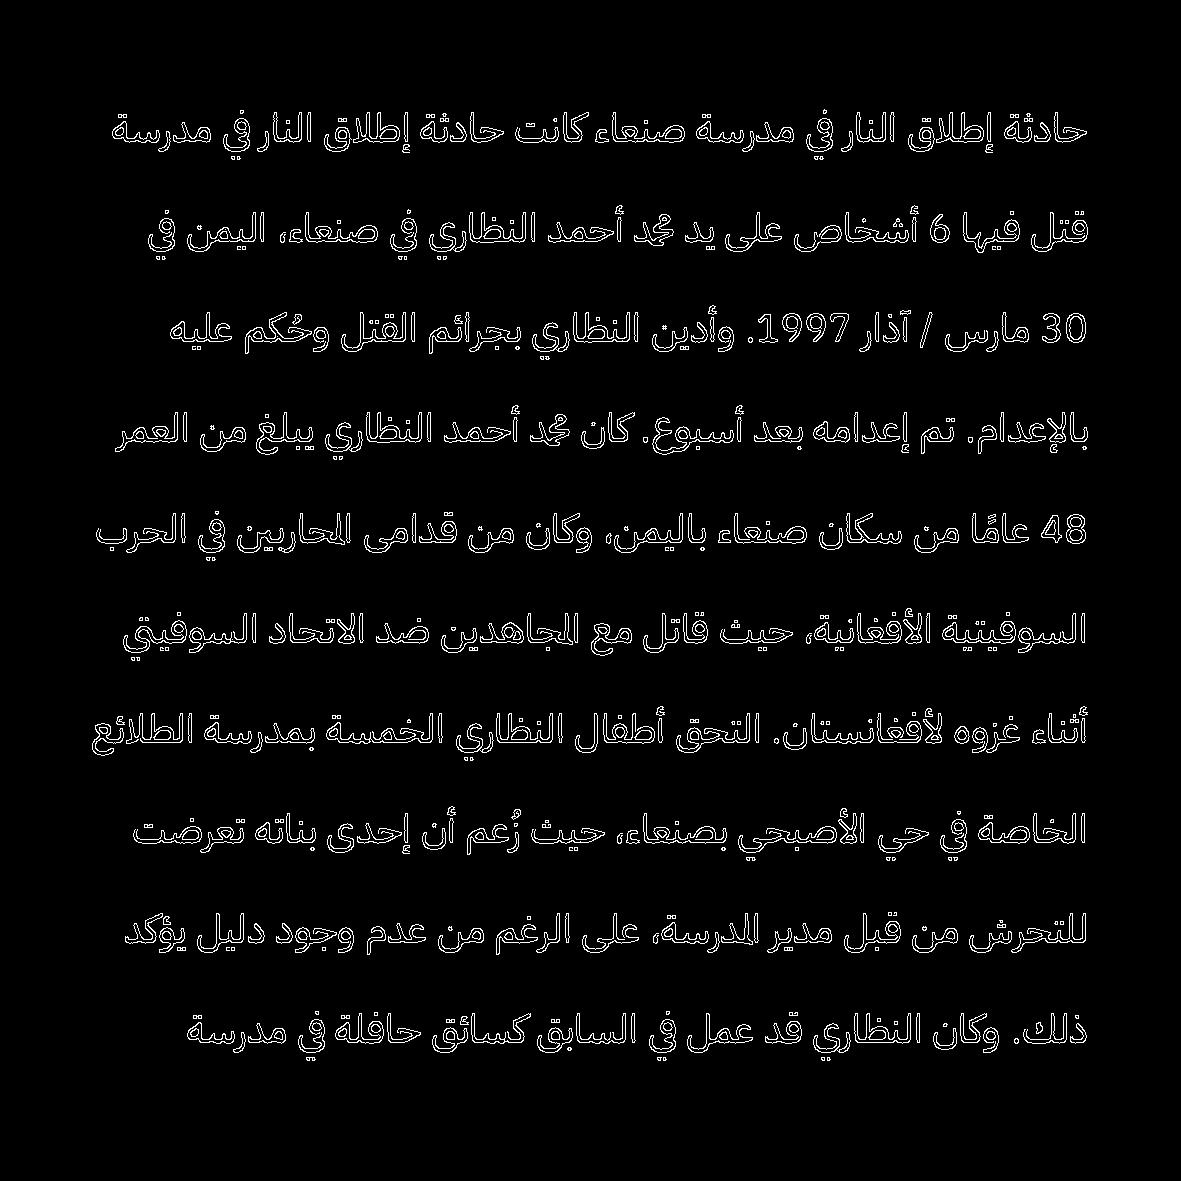 حادثة إطلاق النار في مدرسة صنعاء كانت حادثة إطلاق النار في مدرسة
قتل فيها 6 أشخاص على يد محمد أحمد النظاري في صنعاء، اليمن في
30 مارس / آذار 1997. وأدين النظاري بجرائم القتل وحُكم عليه
بالإعدام. تم إعدامه بعد أسبوع. كان محمد أحمد النظاري يبلغ من العمر
48 عامًا من سكان صنعاء باليمن، وكان من قدامى المحاربين في الحرب
السوفيتية الأفغانية، حيث قاتل مع المجاهدين ضد الاتحاد السوفيتي
أثناء غزوه لأفغانستان. التحق أطفال النظاري الخمسة بمدرسة الطلائع
الخاصة في حي الأصبحي بصنعاء، حيث زُعم أن إحدى بناته تعرضت
للتحرش من قبل مدير المدرسة، على الرغم من عدم وجود دليل يؤكد
ذلك. وكان النظاري قد عمل في السابق كسائق حافلة في مدرسة